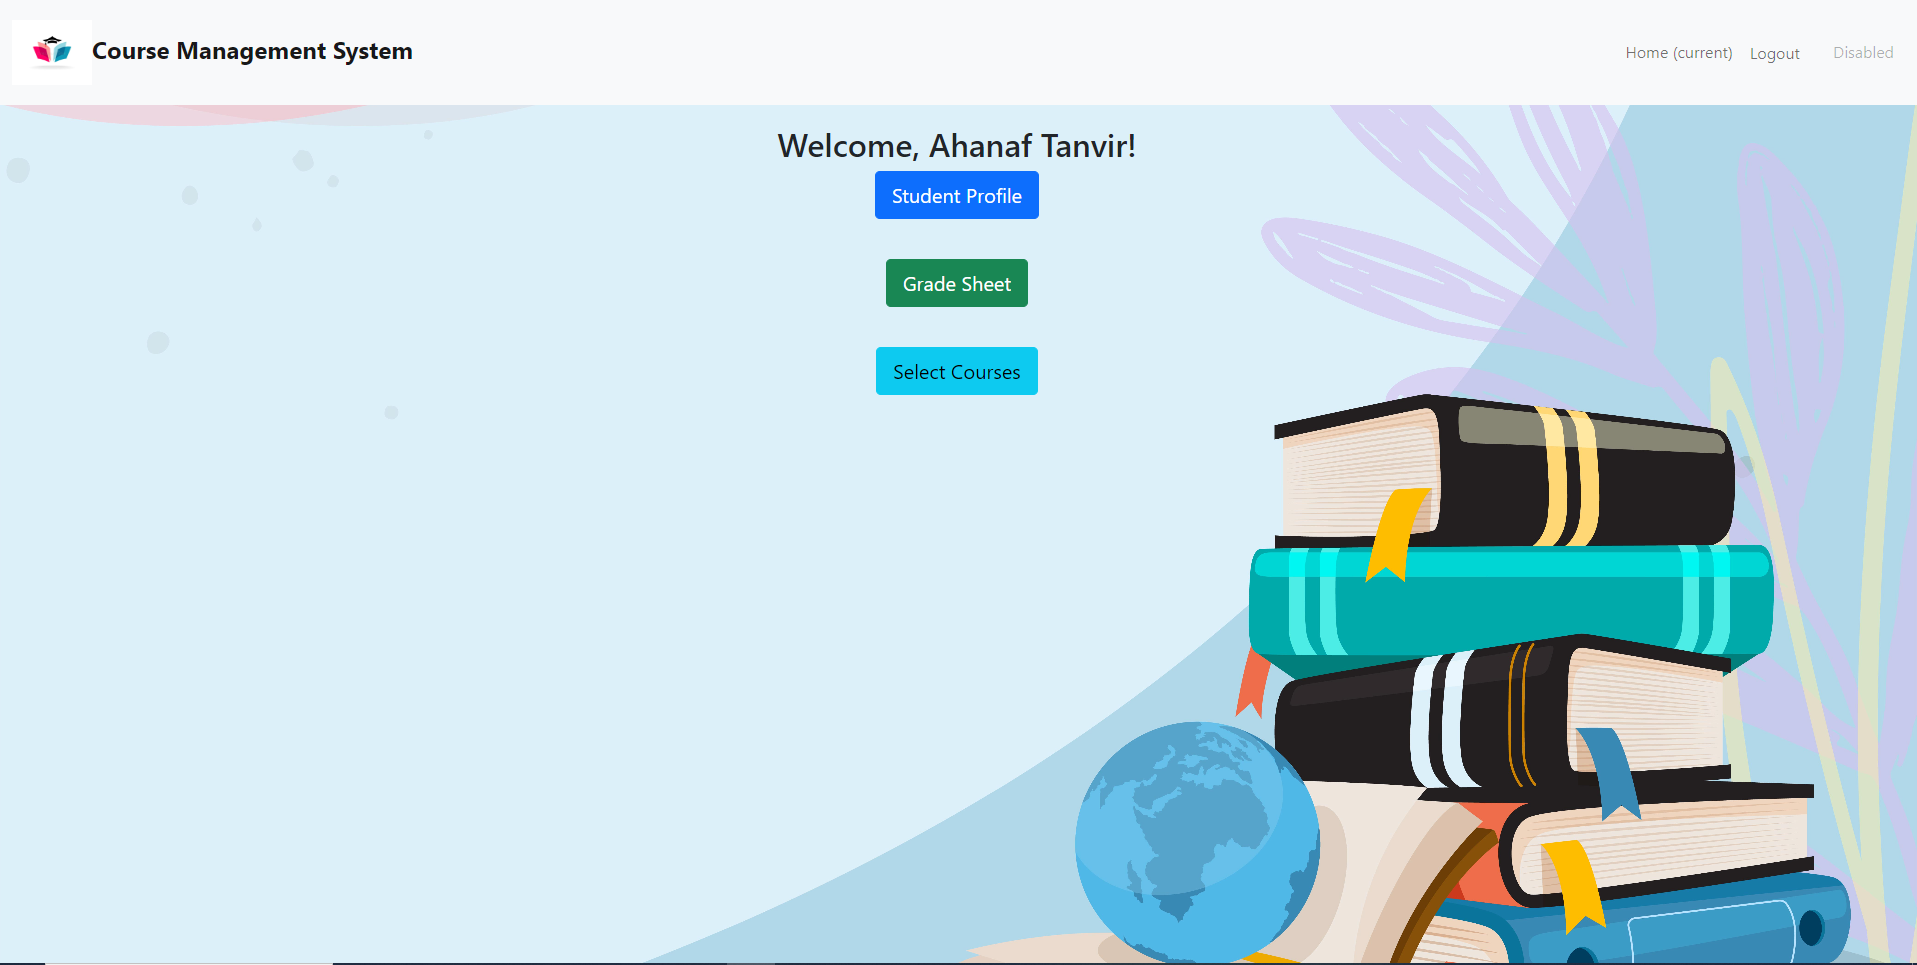 Course Management System
Home (current) Logout Disabled
Welcome, Ahanaf Tanvir!
Student Profile
Grade Sheet
Select Courses